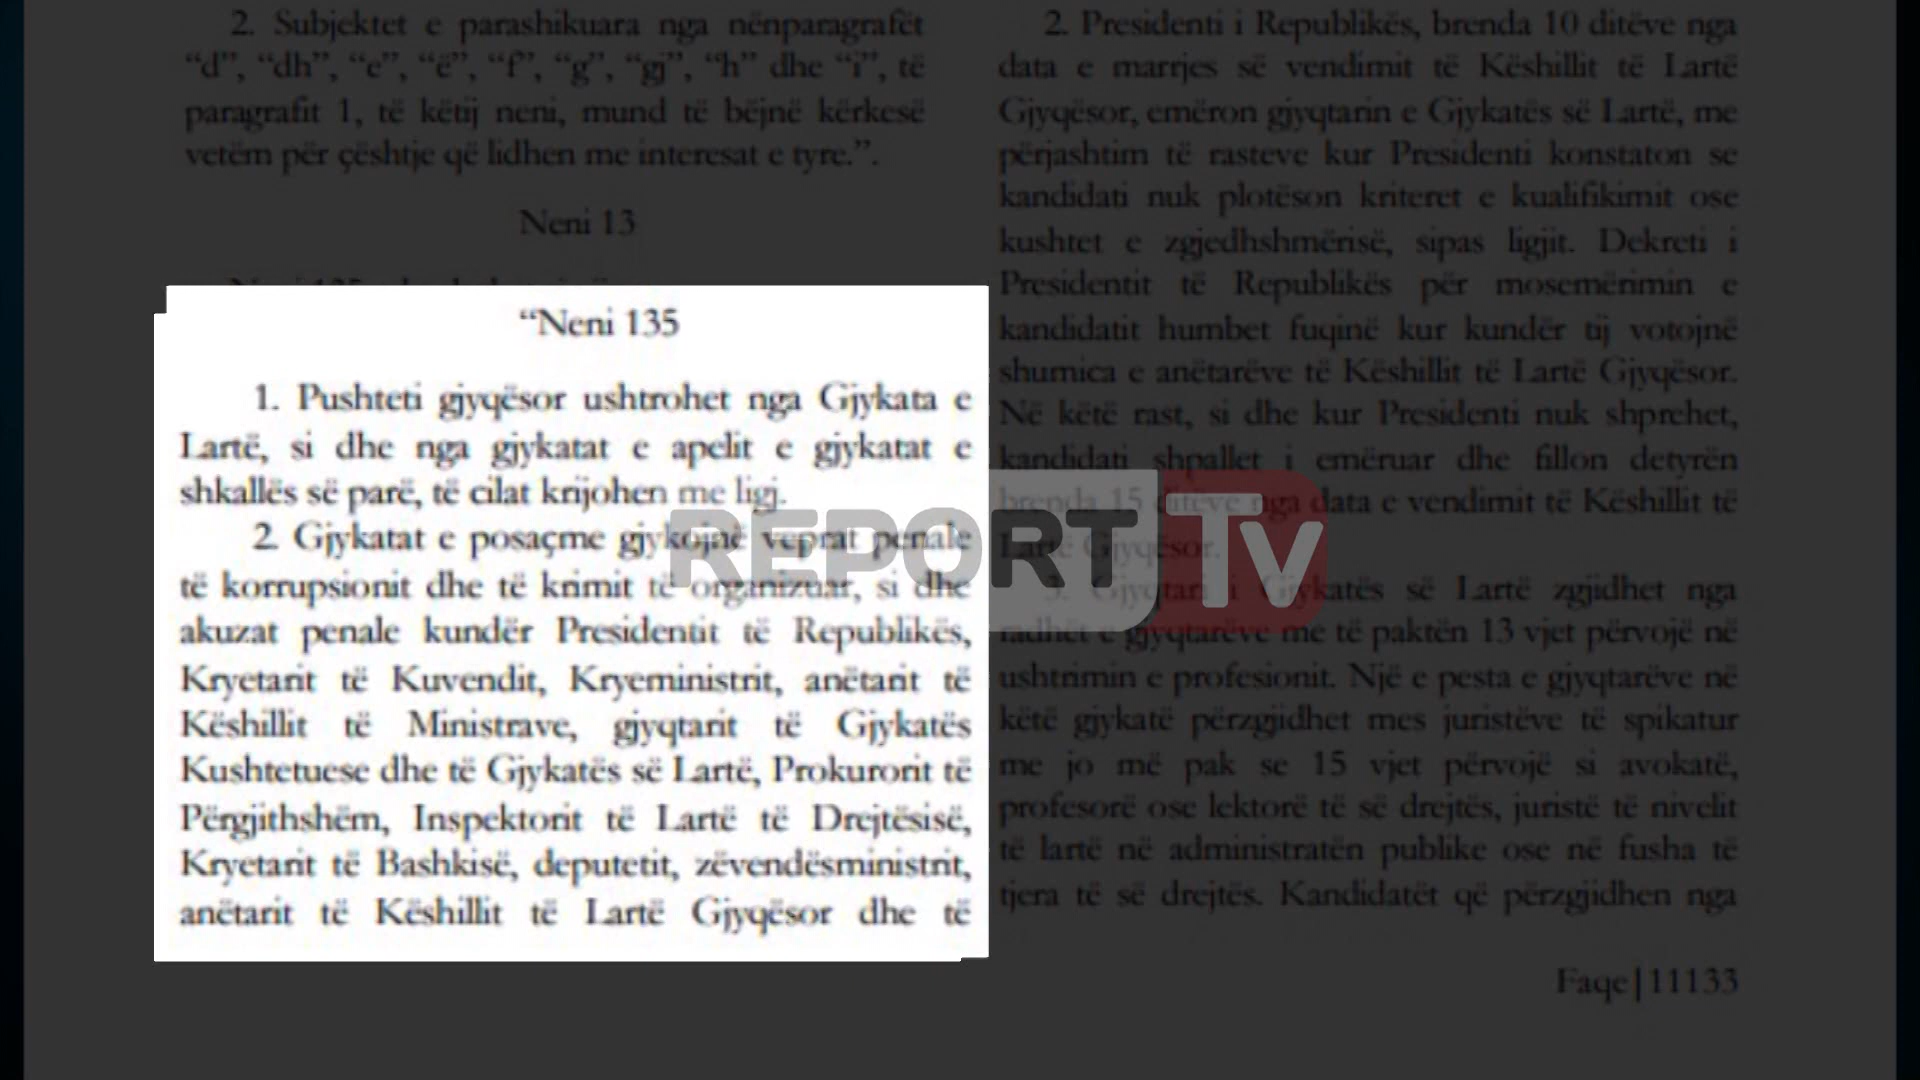 2. Subjektet e parashikuara nga nënparagrafët
“d”, “dh”, “e”, “ë”, “f”, “g”, “gj”, “h” dhe “i”, të
paragrafit 1, të këtij neni, mund të bëjnë kërkesë
vetëm për çështje që lidhen me interesat e tyre.”.
Neni 13
“Neni 135
1. Pushteti gjyqësor ushtrohet nga Gjykata e
Lartë, si dhe nga gjykatat e apelit e gjykatat e
shkallës së parë, të cilat krijohen me ligj.
2. Gjykatat e posaçme gjykojnë veprat penale
të korrupsionit dhe të krimit të organizuar, si dhe
akuzat penale kundër Presidentit të Republikës,
Kryetarit të Kuvendit, Kryeministrit, anëtarit të
Këshillit të Ministrave, gjyqtarit të Gjykatës
Kushtetuese dhe të Gjykatës së Lartë, Prokurorit të
Përgjithshëm, Inspektorit të Lartë të Drejtësisë,
Kryetarit të Bashkisë, deputetit, zëvendësministrit,
anëtarit të Këshillit të Lartë Gjyqësor dhe të
2. Presidenti i Republikës, brenda 10 ditëve nga
data e marrjes së vendimit të Këshillit të Lartë
Gjyqësor, emëron gjyqtarin e Gjykatës së Lartë, me
përjashtim të rasteve kur Presidenti konstaton se
kandidati nuk plotëson kriteret e kualifikimit ose
kushtet e zgjedhshmërisë, sipas ligjit. Dekreti i
Presidentit të Republikës për mosemërimin e
kandidatit humbet fuqinë kur kundër tij votojnë
shumica e anëtarëve të Këshillit të Lartë Gjyqësor.
Në këtë rast, si dhe kur Presidenti nuk shprehet,
kandidati shpallet i emëruar dhe fillon detyrën
brenda 15 ditëve nga data e vendimit të Këshillit të
Lartë Gjyqësor.
3. Gjyqtari i Gjykatës së Lartë zgjidhet nga
radhët e gjyqtarëve me të paktën 13 vjet përvojë në
ushtrimin e profesionit. Një e pesta e gjyqtarëve në
këtë gjykatë përzgjidhet mes juristëve të spikatur
me jo më pak se 15 vjet përvojë si avokatë,
profesorë ose lektorë të së drejtës, juristë të nivelit
të lartë në administratën publike ose në fusha të
tjera të së drejtës. Kandidatët që përzgjidhen nga
Faqe|11133
REPORT Tv